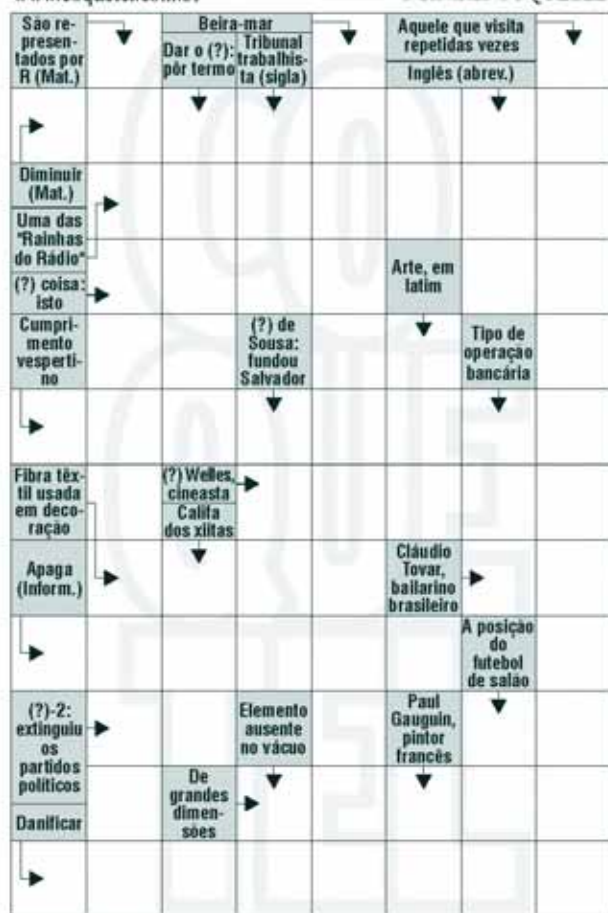 São re-
presen-
tados por
R (Mat.)
Beira-mar
Dar o (?):
pôr termo
Tribunal
trabalhis-
ta (sigla)
Aquele que visita
repetidas vezes
Inglês (abrev.)
Diminuir
(Mat.)
Uma das
"Rainhas
do Rádio"
(?) coisa:
isto
Arte, em
latim
Cumpri-
mento
vesperti-
no
(?) de
Sousa:
fundou
Salvador
Tipo de
operação
bancária
Fibra têx-
til usada
em deco-
ração
(?) Welles,
cineasta
Califa
dos xiitas
Apaga
(Inform.)
Cláudio
Tovar,
bailarino
brasileiro
A posição
do
futebol
de salão
(?)-2:
extinguiu
os
partidos
políticos
Elemento
ausente
no vácuo
Paul
Gauguin,
pintor
francês
De
grandes
dimen-
sões
Danificar